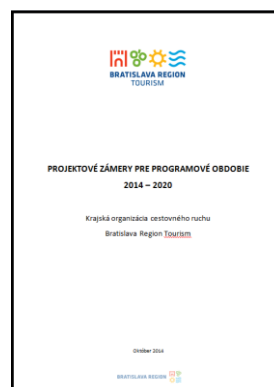 BRATISLAVA REGION
TOURISM
PROJEKTOVÉ ZÁMERY PRE PROGRAMOVÉ OBDOBIE
2014 – 2020
Krajská organizácia cestovného ruchu
Bratislava Region Tourism
Október 2014
BRATISLAVA REGION